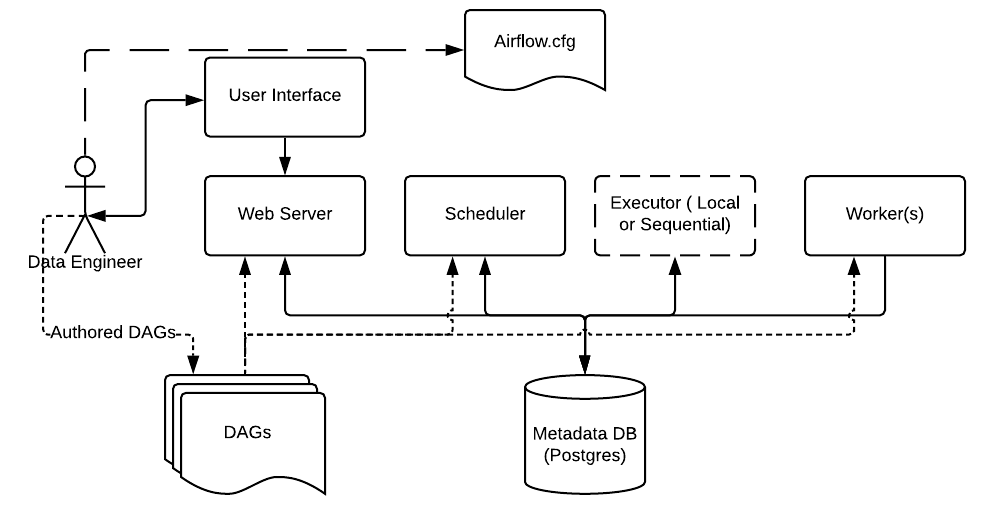 Airflow.cfg
User Interface
Web Server
Scheduler
Executor ( Local
or Sequential)
Worker(s)
Data Engineer
Authored DAGs
DAGs
Metadata DB
(Postgres)